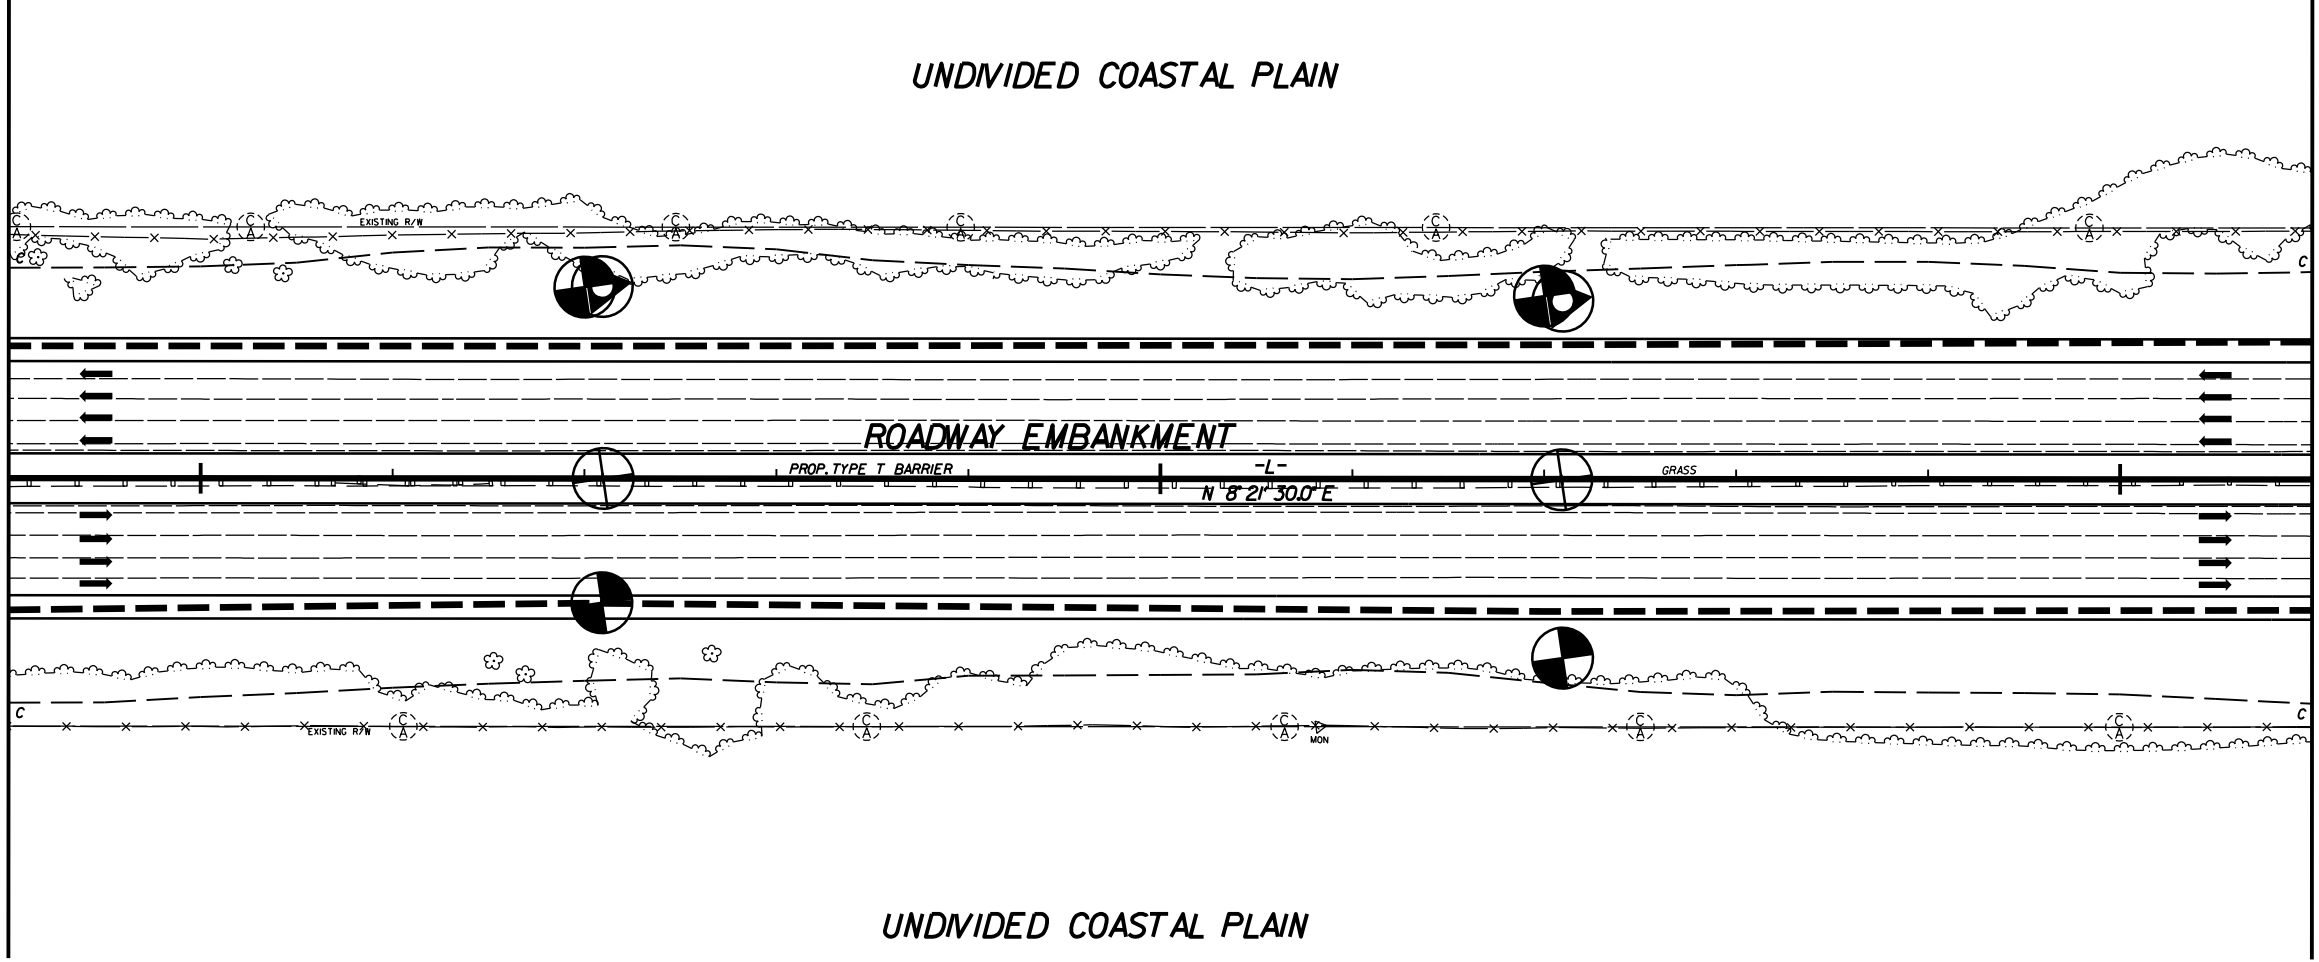 UNDIVIDED COASTAL PLAIN
C A C A C A C A C A C A
EXISTING R/W
C C
ROADWAY EMBANKMENT
PROP. TYPE T BARRIER -L- GRASS
N 8° 21' 30.0" E
C C
C A C A C A C A C A
EXISTING R/W
MON
UNDIVIDED COASTAL PLAIN